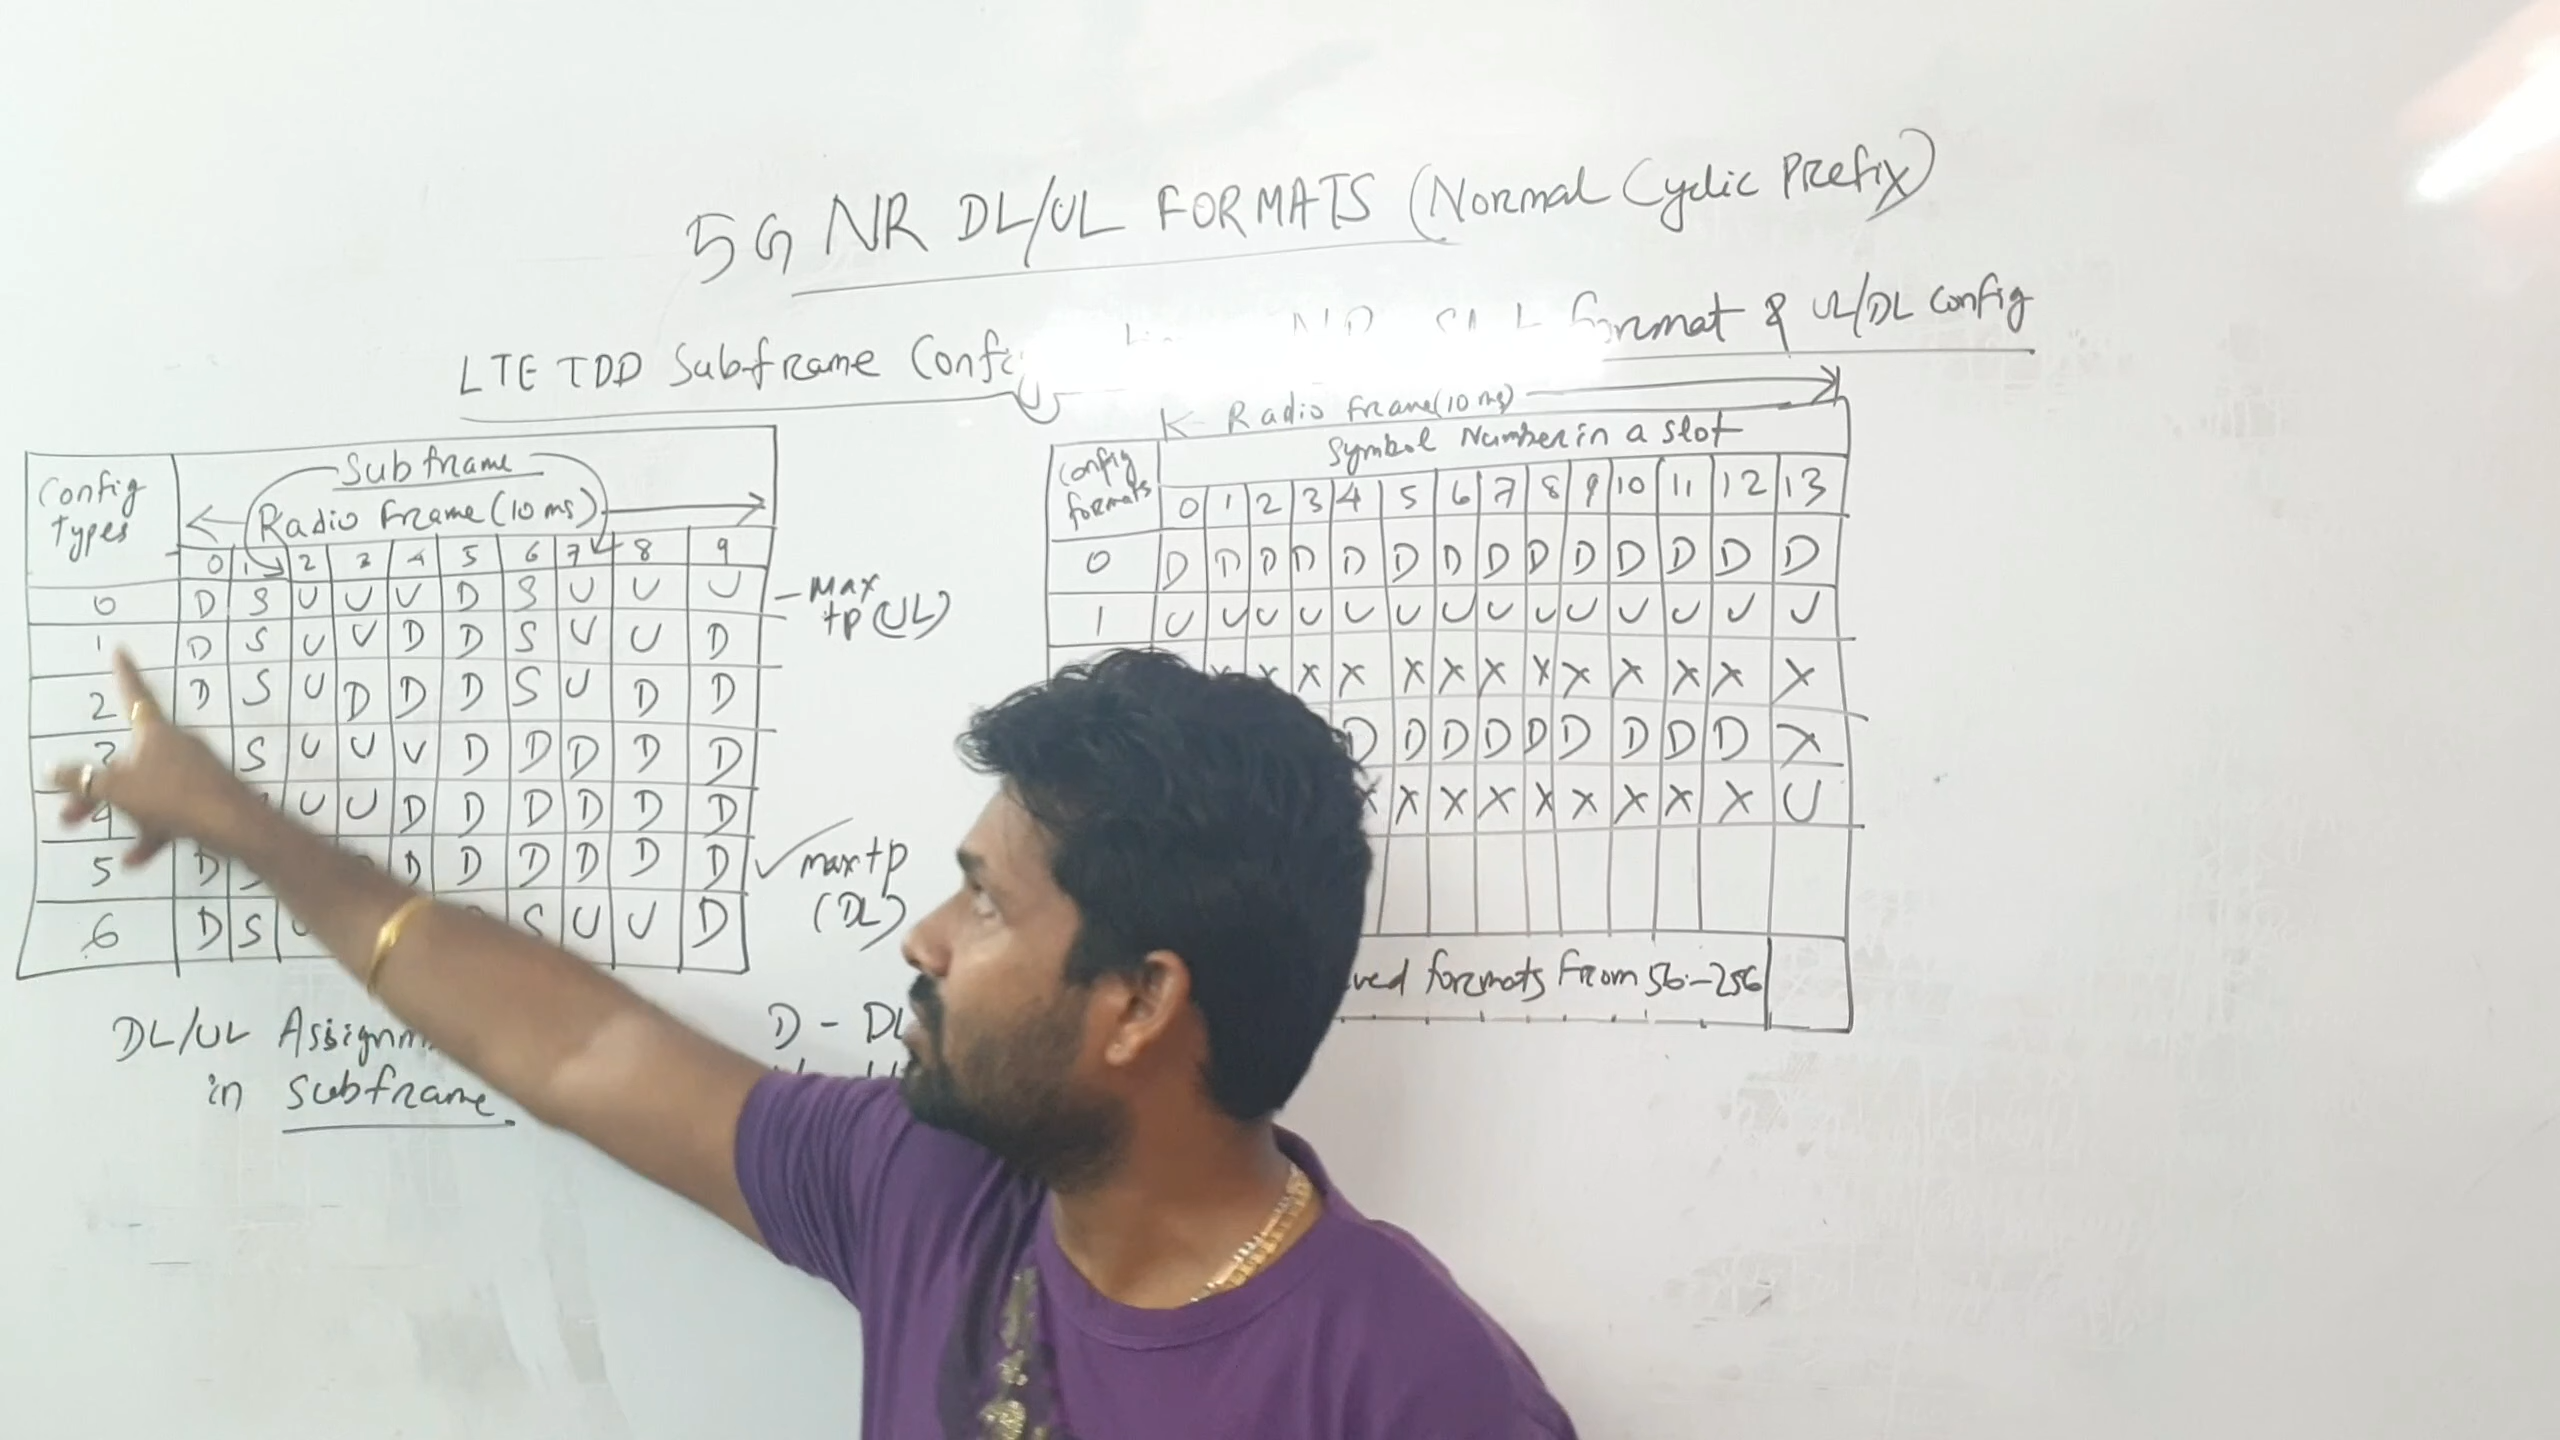 5G NR DL/UL FORMATS (Normal Cyclic Prefix)
LTE TDD Subframe
format & UL/DL Config
Config Types
Subframe
Radio Frame (10 ms)
0 1 2 3 4 5 6 7 8 9
0 D S U U U D S U U U
1 D S U U D D S U U D
2 D S U D D D S U D D
S U U U D D D D D
4 U U D D D D D D
5 D D D D D D D
6 D S S U U D
- Max tp (UL)
✓ max tp (DL)
DL/UL
in Subframe
D - DL
Radio Frame (10 ms)
Config formats
Symbol Number in a slot
0 1 2 3 4 5 6 7 8 9 10 11 12 13
0 D D D D D D D D D D D D D D
1 U U U U U U U U U U U U U U
X X X X X X X X X X X X X
D D D D D D D D D X
X X X X X X X X U
formats from 56-256